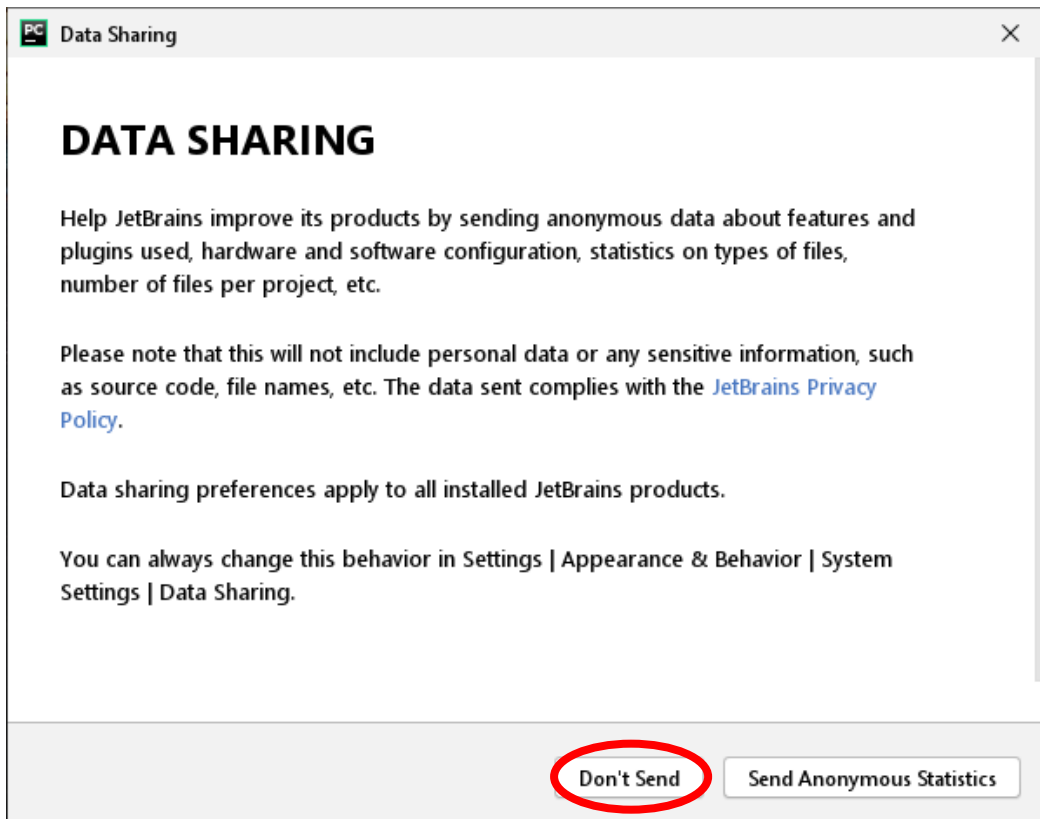 PC Data Sharing
DATA SHARING
Help JetBrains improve its products by sending anonymous data about features and
plugins used, hardware and software configuration, statistics on types of files,
number of files per project, etc.
Please note that this will not include personal data or any sensitive information, such
as source code, file names, etc. The data sent complies with the JetBrains Privacy
Policy.
Data sharing preferences apply to all installed JetBrains products.
You can always change this behavior in Settings | Appearance & Behavior | System
Settings | Data Sharing.
Don't Send Send Anonymous Statistics